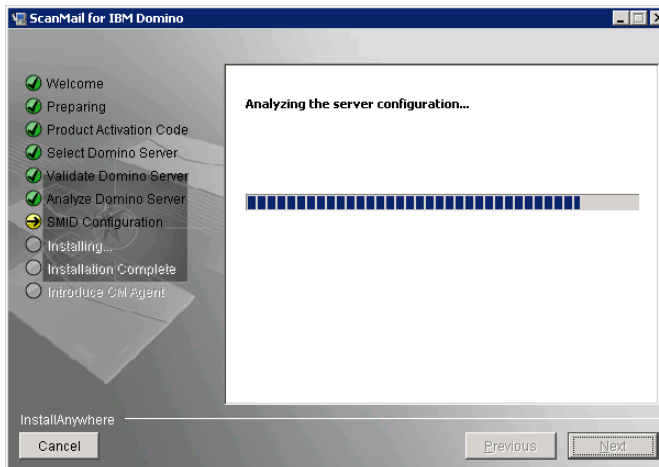 ScanMail for IBM Domino
Welcome
Preparing
Product Activation Code
Select Domino Server
Validate Domino Server
Analyze Domino Server
SMID Configuration
Installing...
Installation Complete
Introduce CM Agent
Analyzing the server configuration...
InstallAnywhere
Cancel
Previous
Next